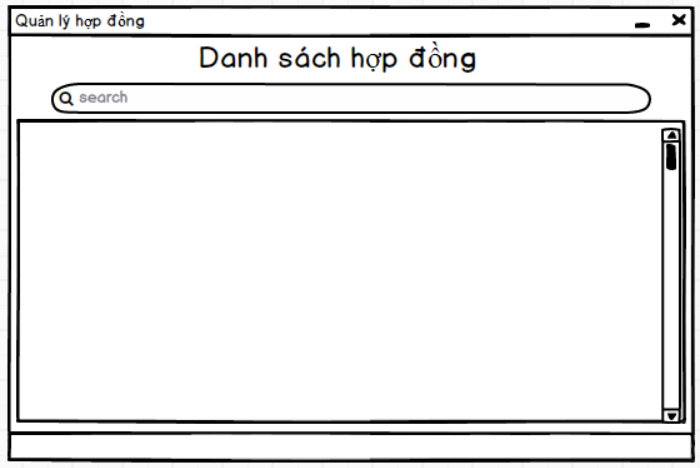 Quản lý hợp đồng
Danh sách hợp đồng
search